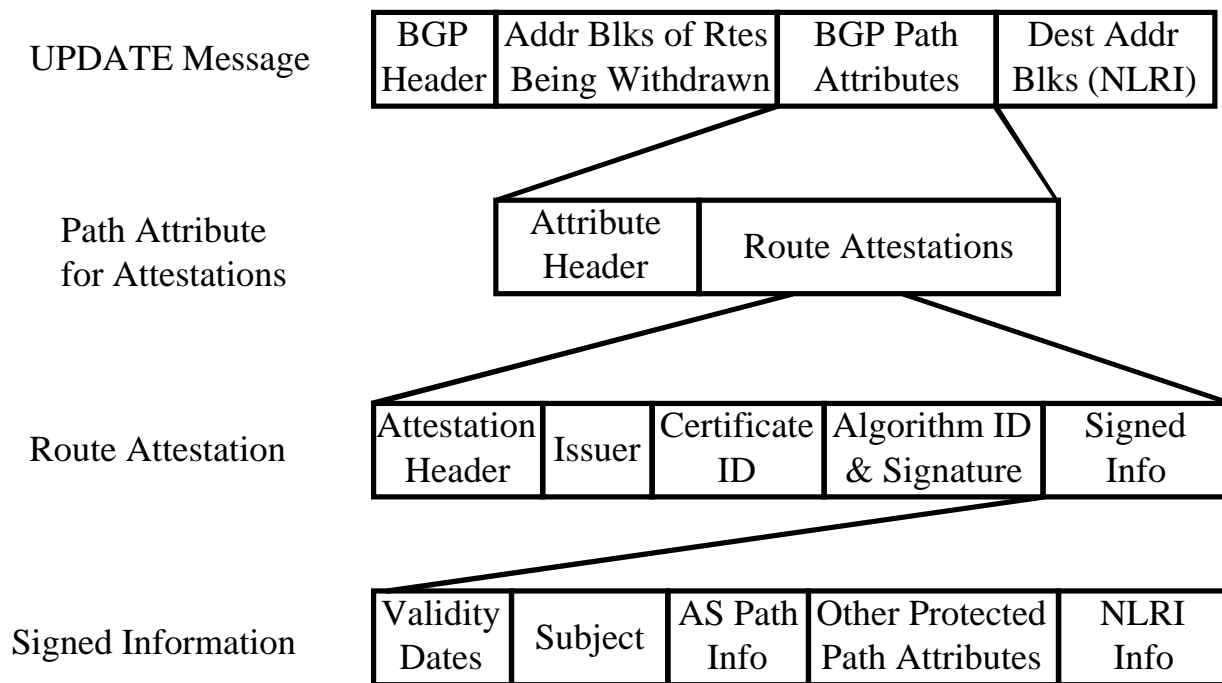 UPDATE Message
BGP
Header
Addr Blks of Rtes
Being Withdrawn
BGP Path
Attributes
Dest Addr
Blks (NLRI)
Path Attribute
for Attestations
Attribute
Header
Route Attestations
Route Attestation
Attestation
Header
Issuer
Certificate
ID
Algorithm ID
& Signature
Signed
Info
Signed Information
Validity
Dates
Subject
AS Path
Info
Other Protected
Path Attributes
NLRI
Info